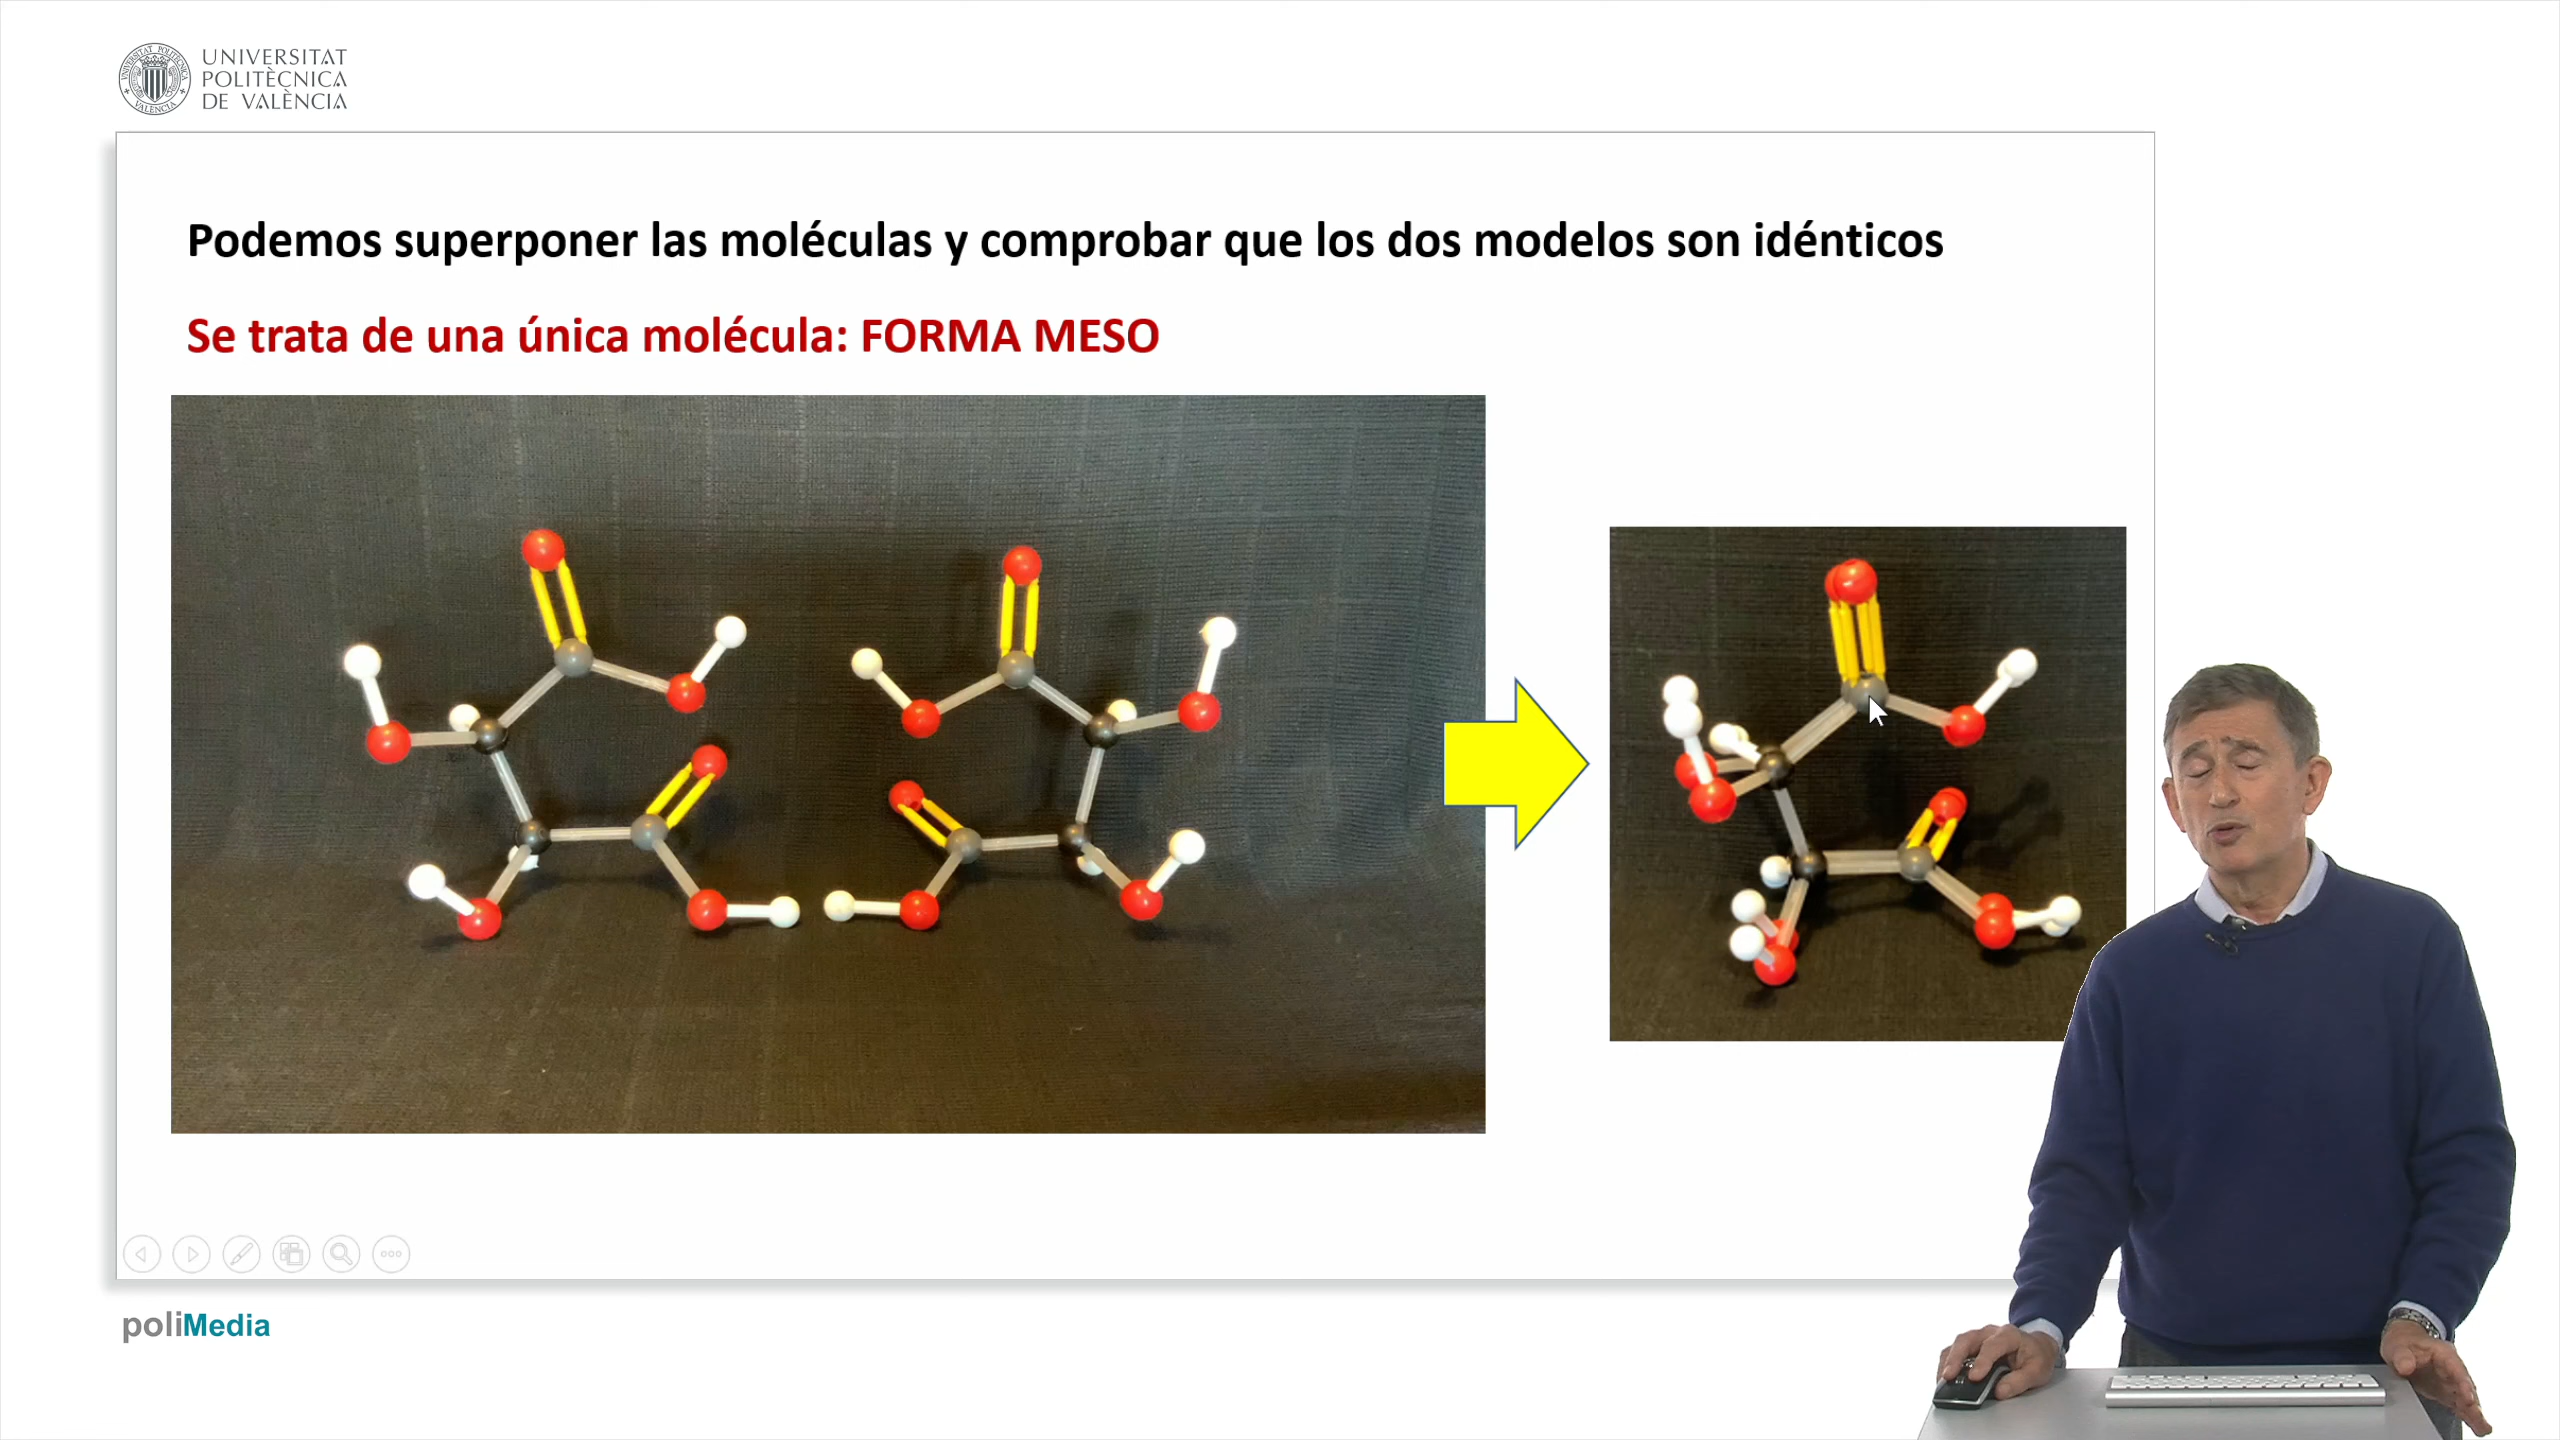 UNIVERSITAT
POLITÈCNICA
DE VALÈNCIA
Podemos superponer las moléculas y comprobar que los dos modelos son idénticos
Se trata de una única molécula: FORMA MESO
poliMedia